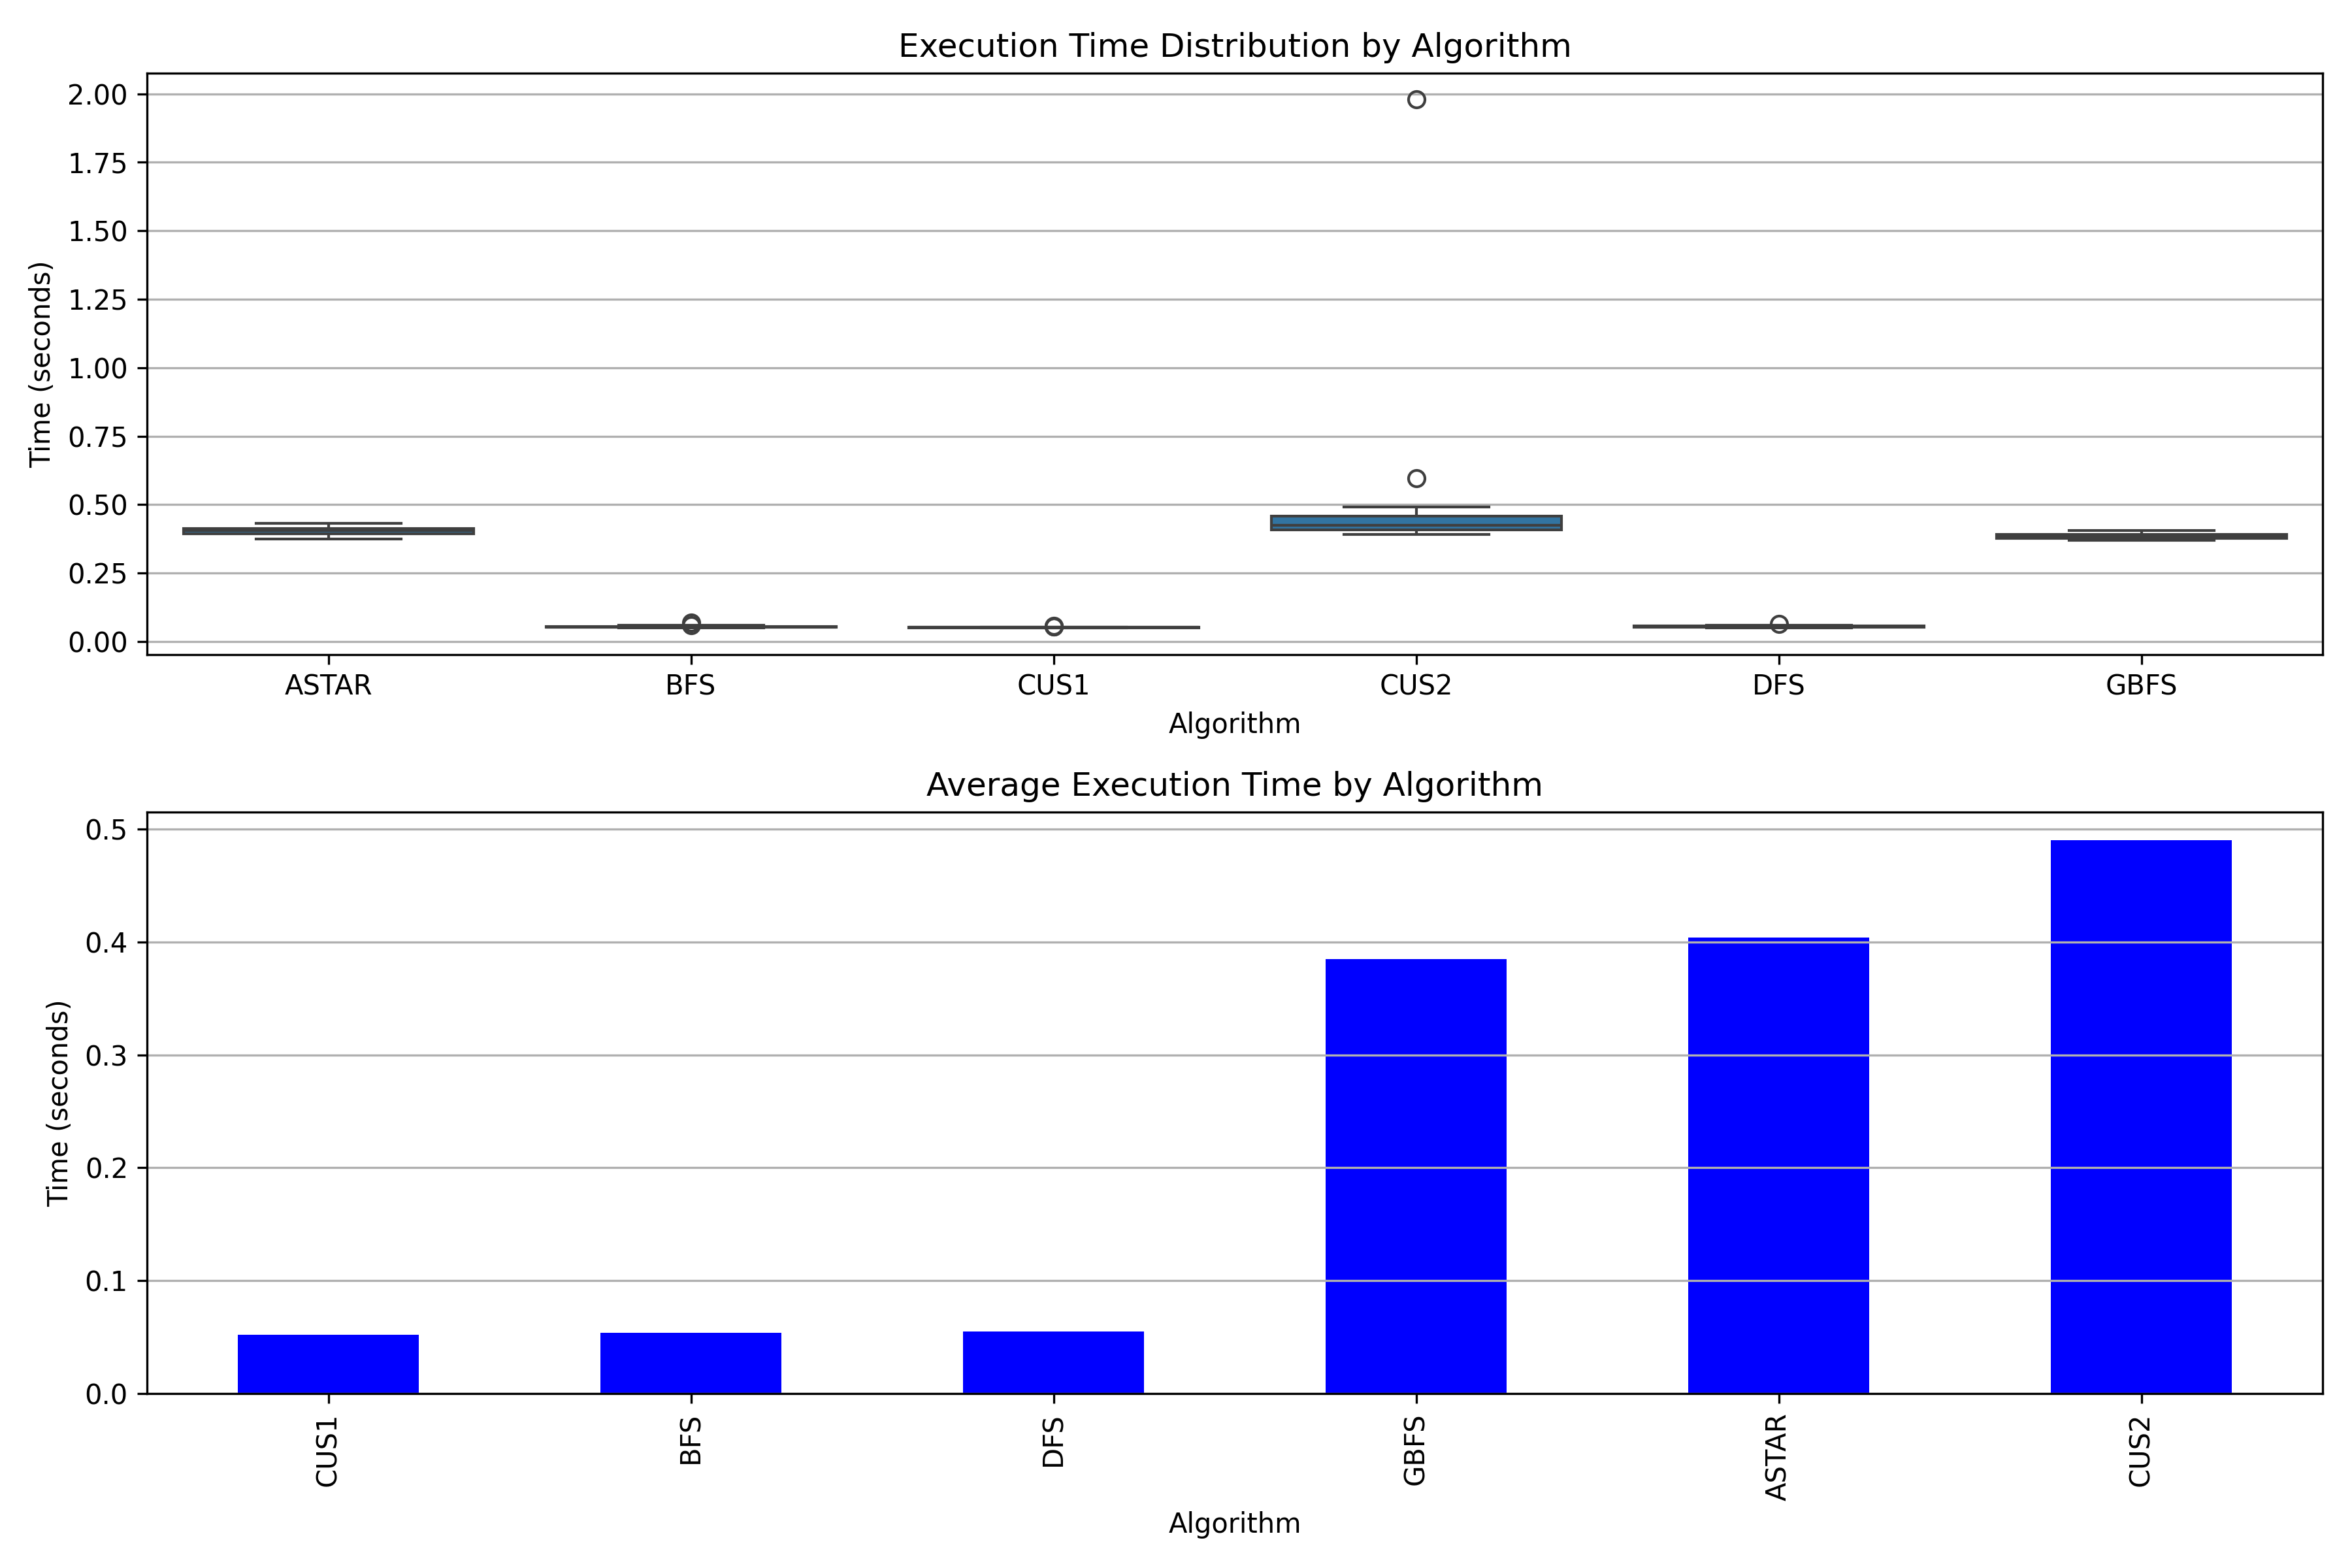 Execution Time Distribution by Algorithm
2.00
1.75
1.50
1.25
1.00
0.75
0.50
0.25
0.00
Time (seconds)
ASTAR BFS CUS1 CUS2 DFS GBFS
Algorithm
Average Execution Time by Algorithm
0.5
0.4
0.3
0.2
0.1
0.0
Time (seconds)
CUS1 BFS DFS GBFS ASTAR CUS2
Algorithm